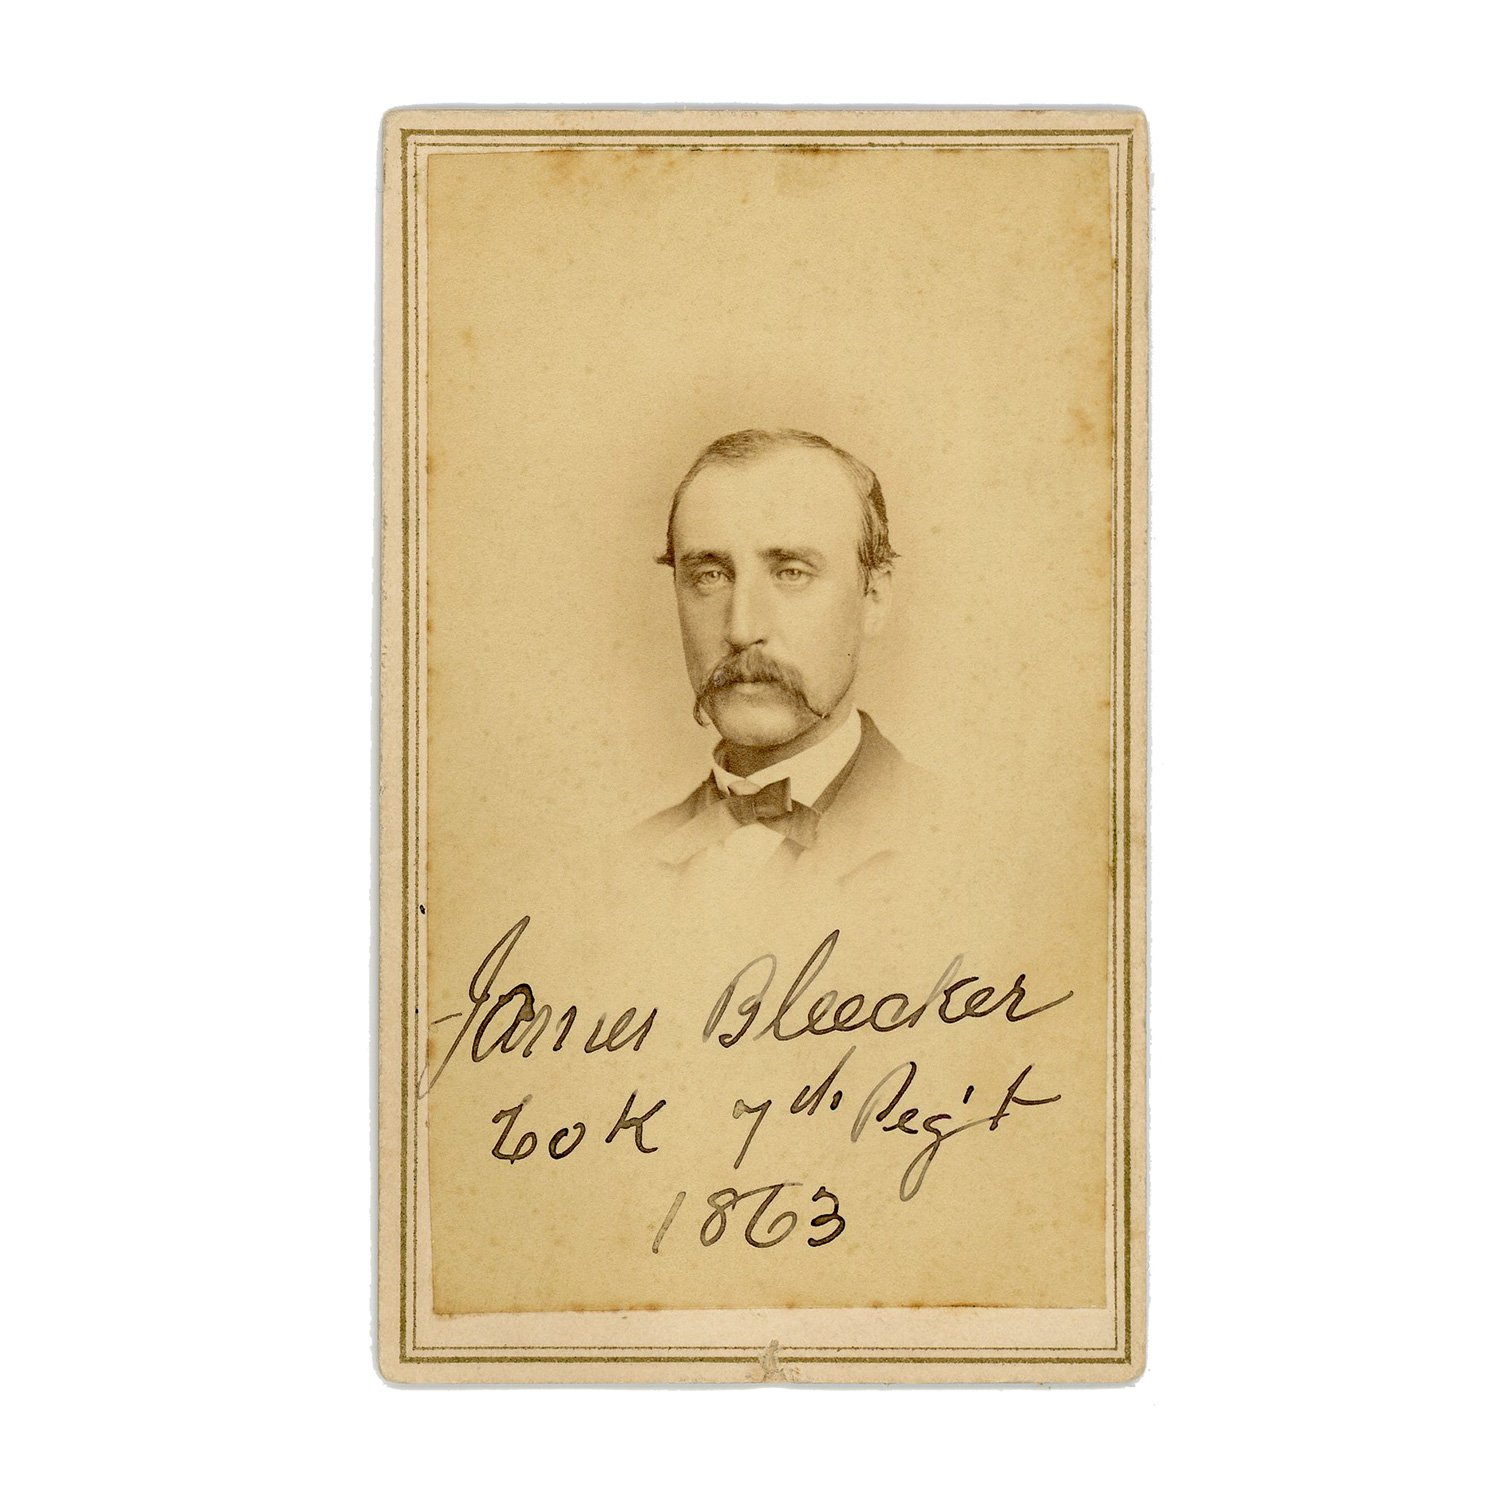 James Bleecker
Co K 7th Reg't
1863